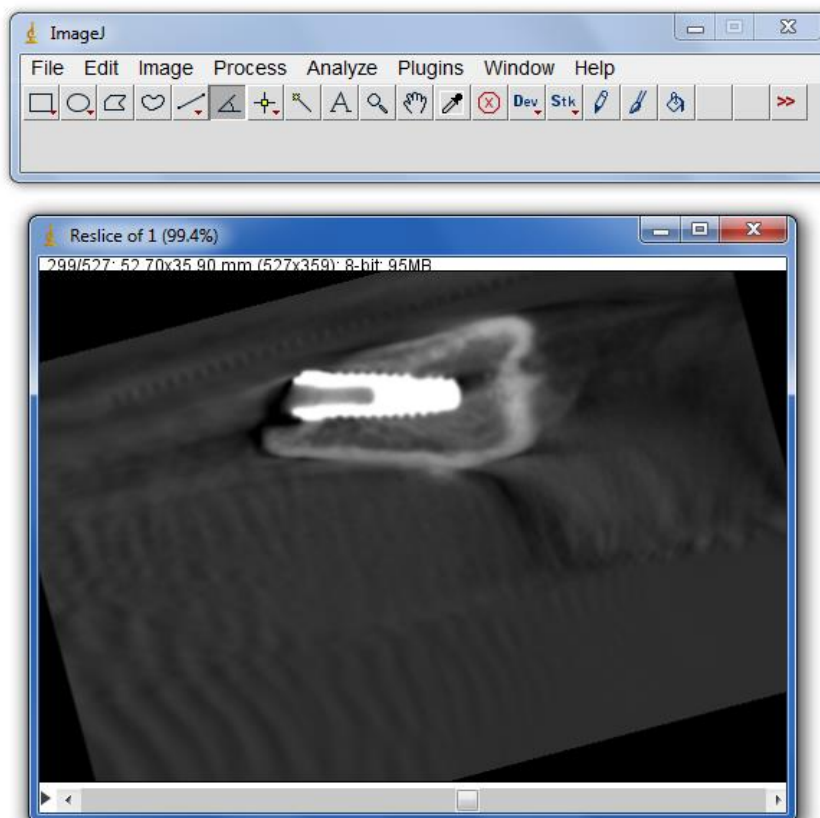 ImageJ
File Edit Image Process Analyze Plugins Window Help
A Dev Stk >>
Reslice of 1 (99.4%)
299/527; 52.70x35.90 mm (527x359); 8-bit; 95MB